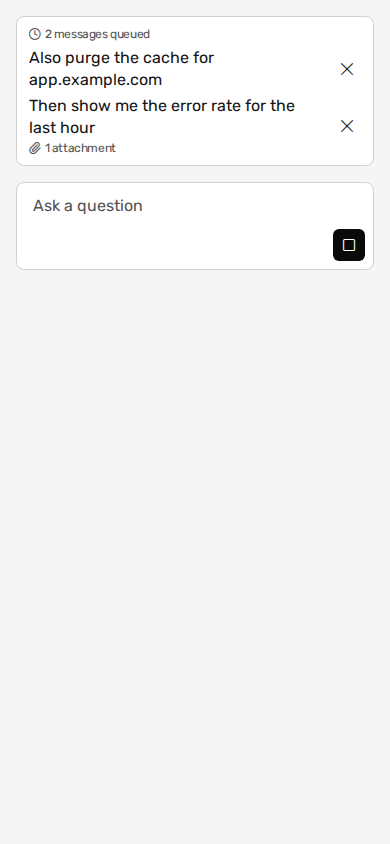 2 messages queued
Also purge the cache for
app.example.com
Then show me the error rate for the
last hour
1 attachment
Ask a question